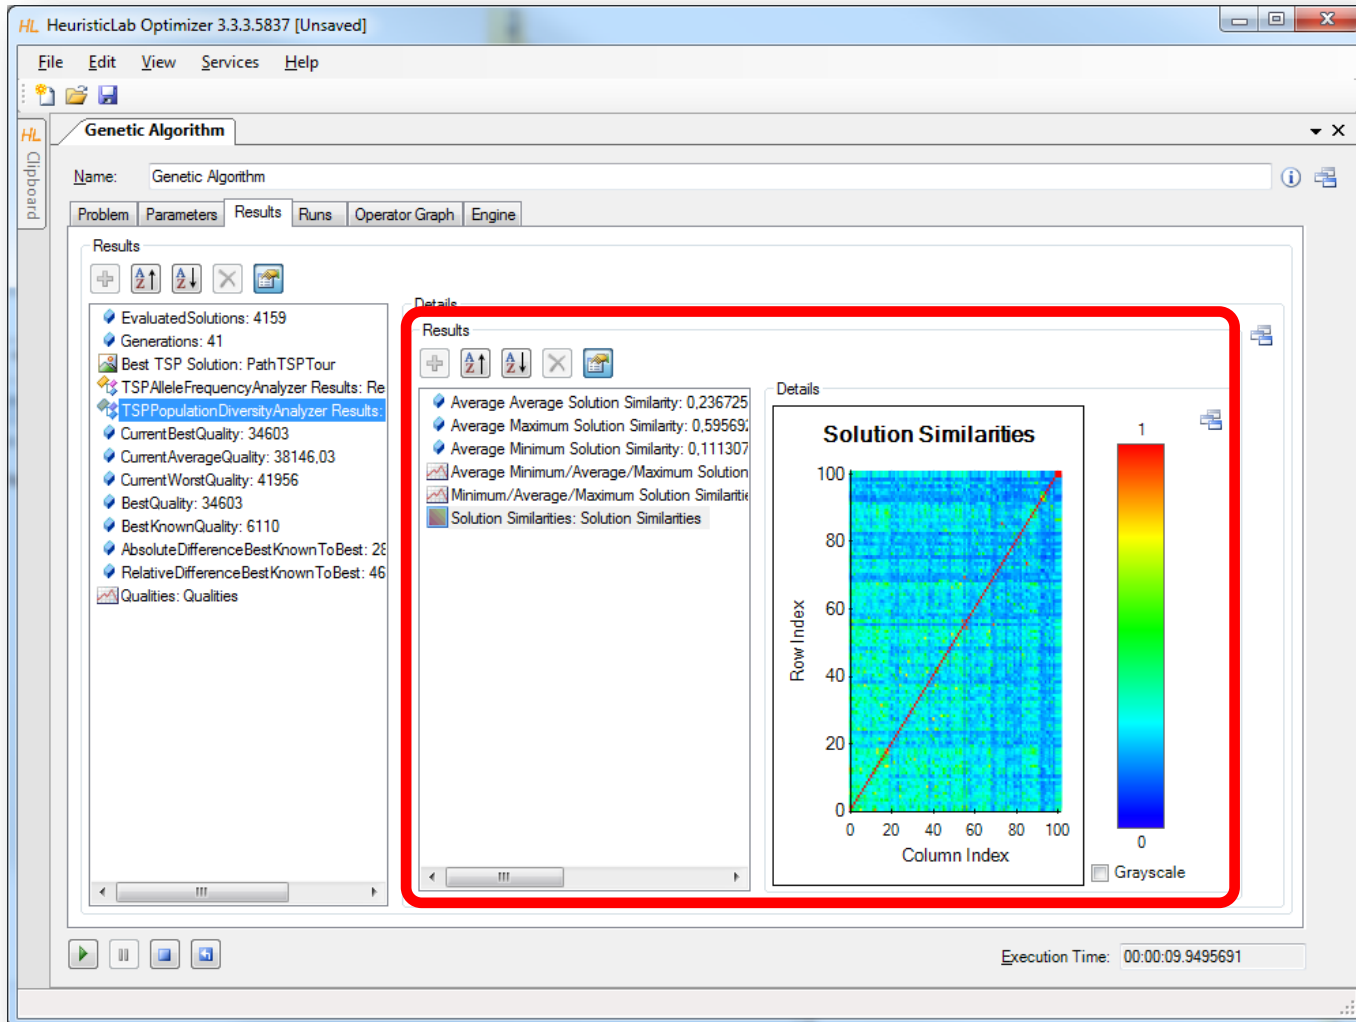 HL HeuristicLab Optimizer 3.3.3.5837 [Unsaved]
File Edit View Services Help
HL Clipboard
Genetic Algorithm
Name: Genetic Algorithm
Problem Parameters Results Runs Operator Graph Engine
Results
EvaluatedSolutions: 4159
Generations: 41
Best TSP Solution: PathTSPTour
TSPAlleleFrequencyAnalyzer Results: Re
TSPPopulationDiversityAnalyzer Results:
CurrentBestQuality: 34603
CurrentAverageQuality: 38146,03
CurrentWorstQuality: 41956
BestQuality: 34603
BestKnownQuality: 6110
AbsoluteDifferenceBestKnownToBest: 28
RelativeDifferenceBestKnownToBest: 46
Qualities: Qualities
Details
Results
Average Average Solution Similarity: 0,236725
Average Maximum Solution Similarity: 0,595692
Average Minimum Solution Similarity: 0,111307
Average Minimum/Average/Maximum Solution
Minimum/Average/Maximum Solution Similaritie
Solution Similarities: Solution Similarities
Details
Solution Similarities
100
80
60
40
20
0
Row Index
0 20 40 60 80 100
Column Index
1
0
Grayscale
Execution Time: 00:00:09.9495691